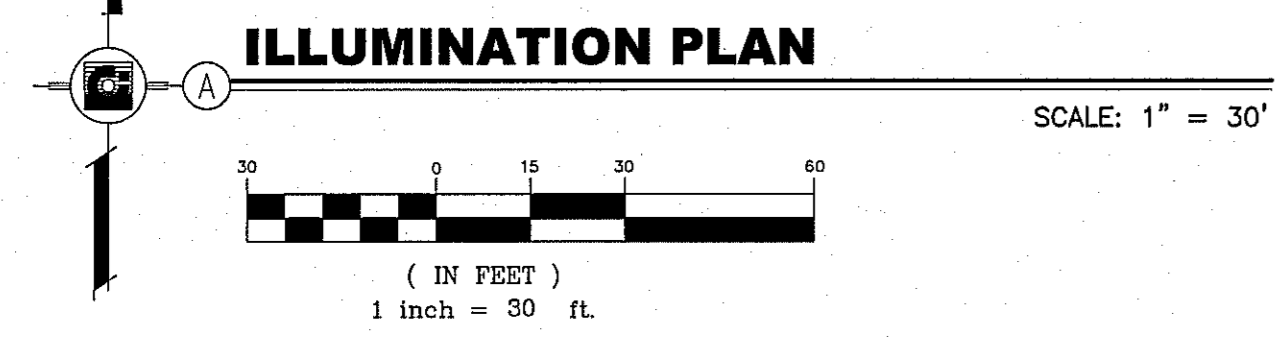 ILLUMINATION PLAN
A
SCALE: 1" = 30'
30 0 15 30 60
( IN FEET )
1 inch = 30 ft.